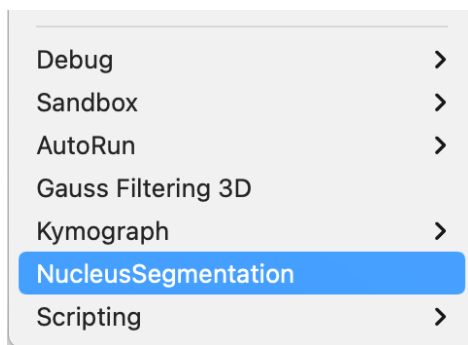 Debug
Sandbox
AutoRun
Gauss Filtering 3D
Kymograph
NucleusSegmentation
Scripting